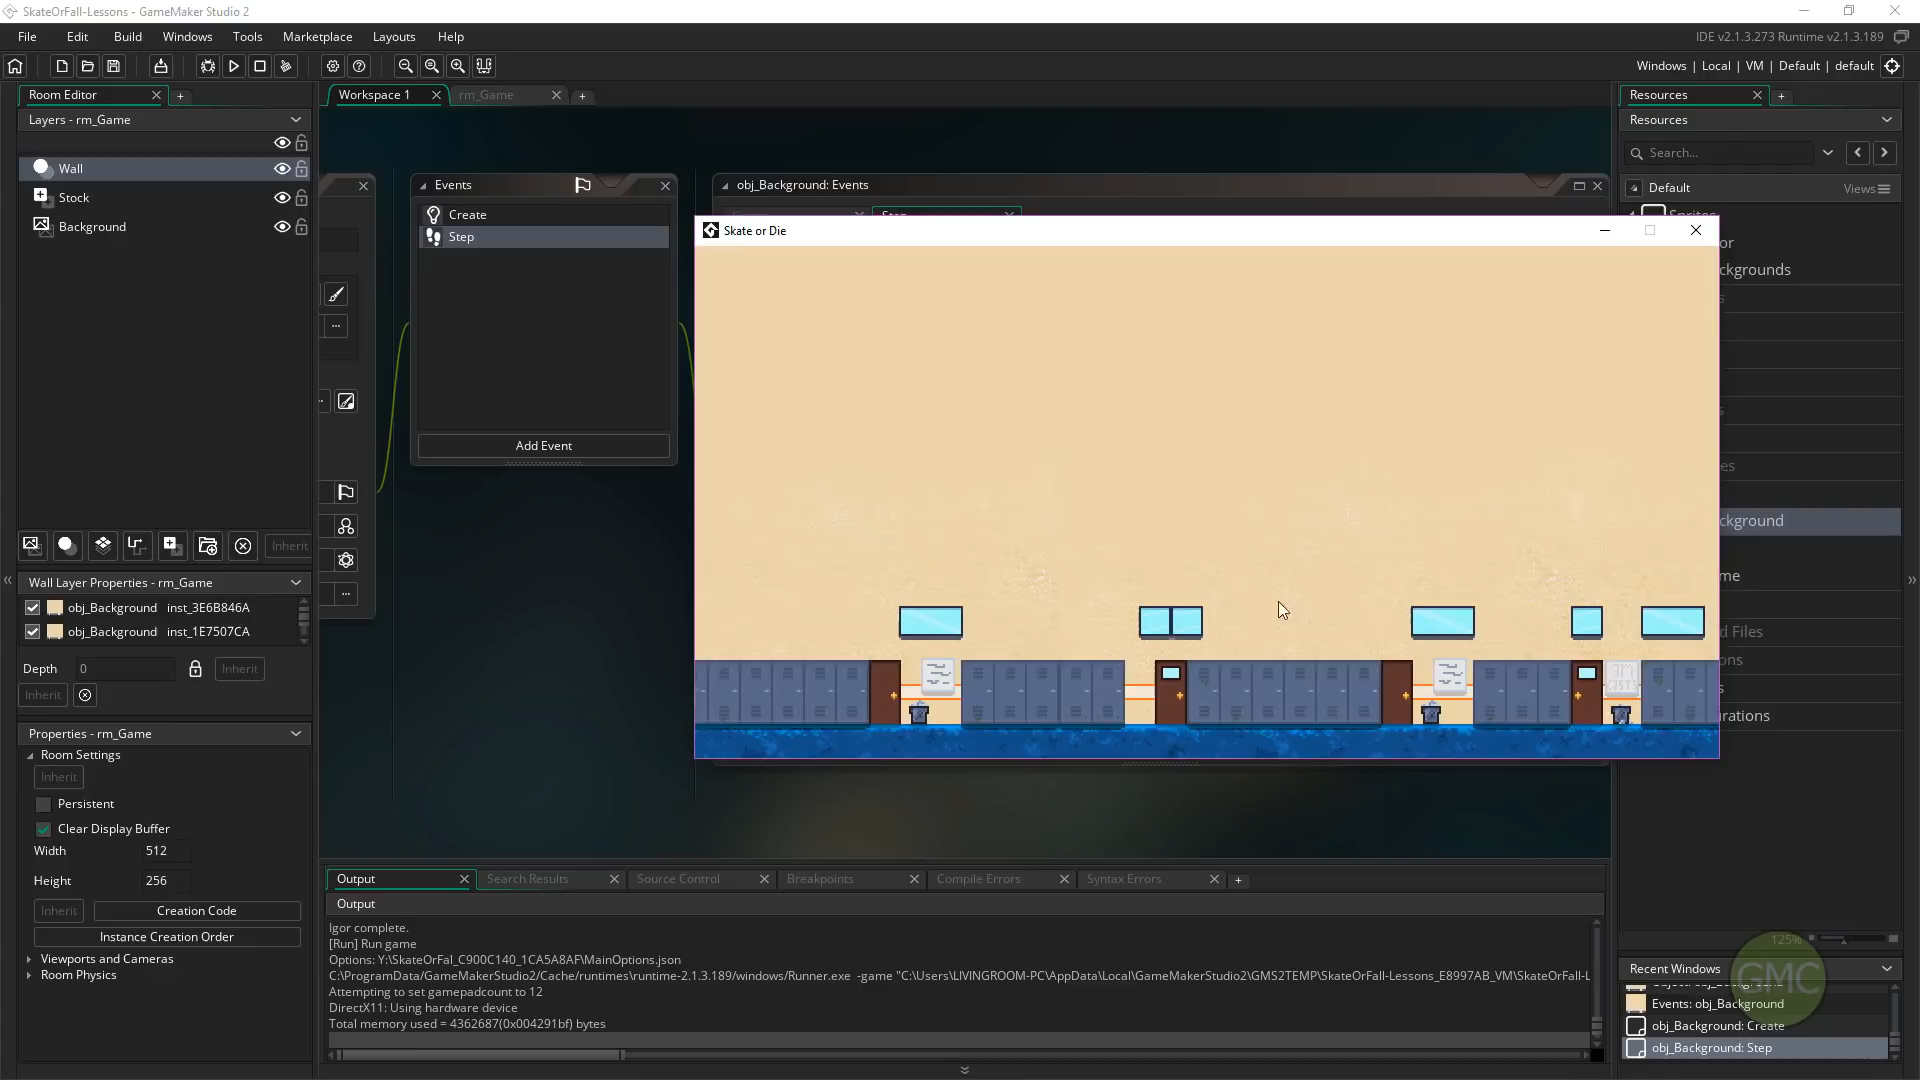 SkateOrFall-Lessons - GameMaker Studio 2
File Edit Build Windows Tools Marketplace Layouts Help
IDE v2.1.3.273 Runtime v2.1.3.189
Windows | Local | VM | Default | default
Room Editor
Workspace 1
rm_Game
Resources
Layers - rm_Game
Resources
Search...
Wall
Stock
Background
Events
Create
Step
Add Event
obj_Background: Events
Skate or Die
Default
Views
ckgrounds
ckground
Inherit
Wall Layer Properties - rm_Game
obj_Background inst_3E6B846A
obj_Background inst_1E7507CA
Depth 0 Inherit
Inherit
Properties - rm_Game
Room Settings
Inherit
Persistent
Clear Display Buffer
Width 512
Height 256
Inherit Creation Code
Instance Creation Order
Viewports and Cameras
Room Physics
Output
Search Results
Source Control
Breakpoints
Compile Errors
Syntax Errors
Output
Igor complete.
[Run] Run game
Options: Y:\SkateOrFal_C900C140_1CA5A8AF\MainOptions.json
C:\ProgramData/GameMakerStudio2/Cache/runtimes\runtime-2.1.3.189/windows/Runner.exe -game "C:\Users\LIVINGROOM-PC\AppData\Local\GameMakerStudio2\GMS2TEMP\SkateOrFall-Lessons_E8997AB_VM\SkateOrFall-L
Attempting to set gamepadcount to 12
DirectX11: Using hardware device
Total memory used = 4362687(0x004291bf) bytes
d Files
urations
125%
GMC
Recent Windows
Events: obj_Background
obj_Background: Create
obj_Background: Step